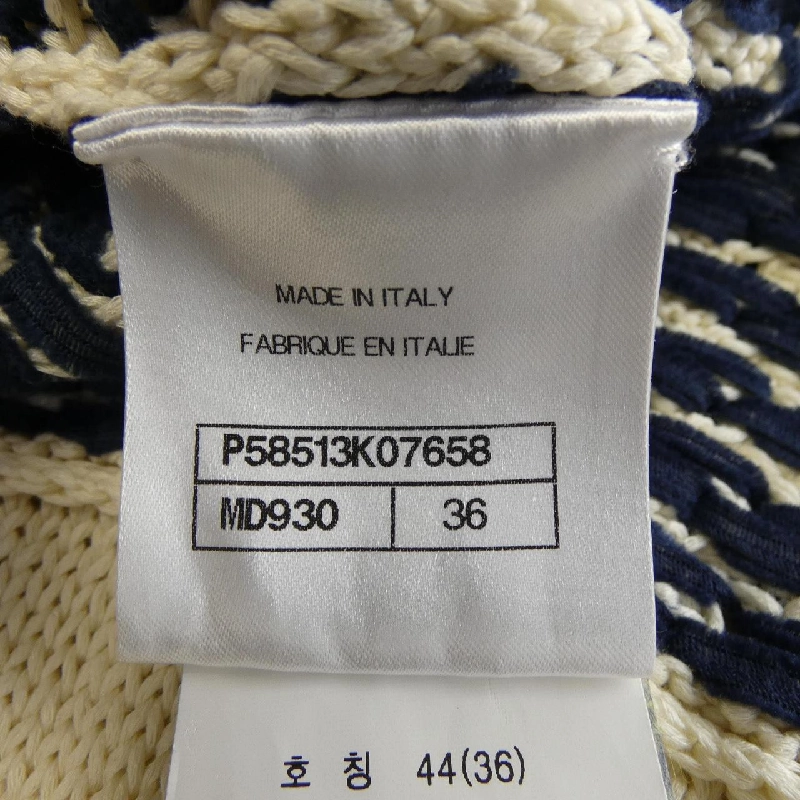 MADE IN ITALY
FABRIQUE EN ITALIE
P58513K07658
MD930 36
호 칭 44(36)